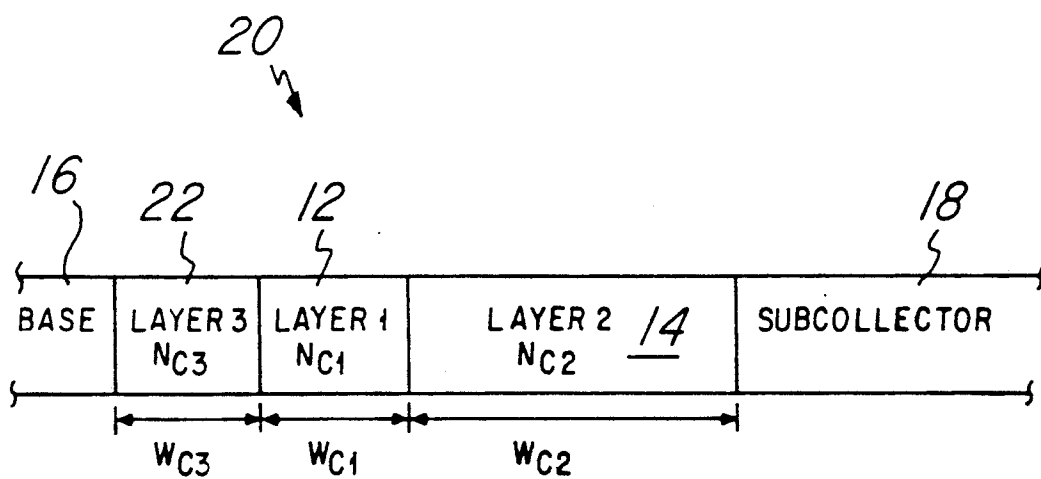 20
16 22 12 18
BASE LAYER 3 LAYER 1 LAYER 2 14 SUBCOLLECTOR
NC3 NC1 NC2
WC3 WC1 WC2